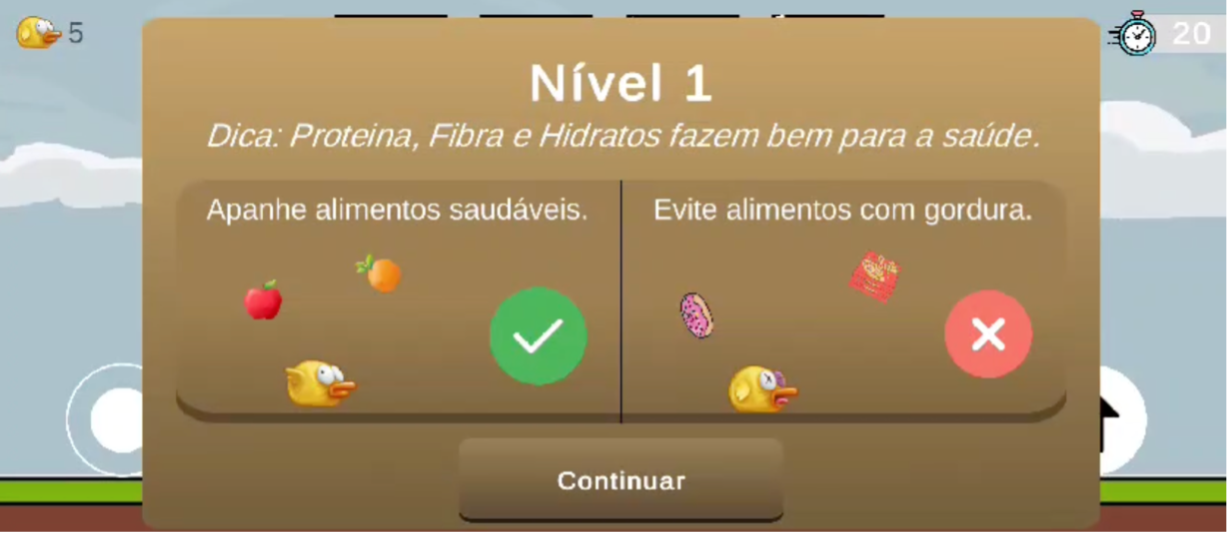 5
20
Nível 1
Dica: Proteina, Fibra e Hidratos fazem bem para a saúde.
Apanhe alimentos saudáveis.
Evite alimentos com gordura.
Continuar